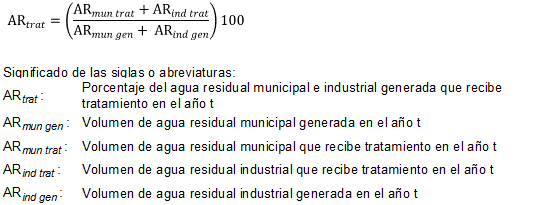 AR_trat = ((AR_mun trat + AR_ind trat) / (AR_mun gen + AR_ind gen)) 100
Significado de las siglas o abreviaturas:
AR_trat: Porcentaje del agua residual municipal e industrial generada que recibe
tratamiento en el año t
AR_mun gen: Volumen de agua residual municipal generada en el año t
AR_mun trat: Volumen de agua residual municipal que recibe tratamiento en el año t
AR_ind trat: Volumen de agua residual industrial que recibe tratamiento en el año t
AR_ind gen: Volumen de agua residual industrial generada en el año t